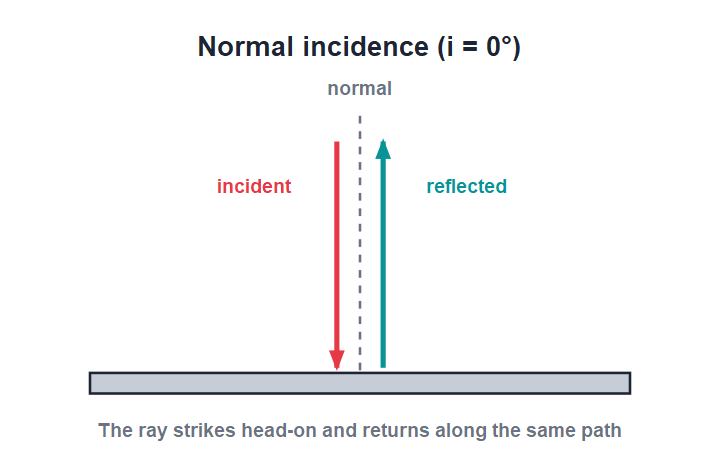 Normal incidence (i = 0°)
normal
incident
reflected
The ray strikes head-on and returns along the same path